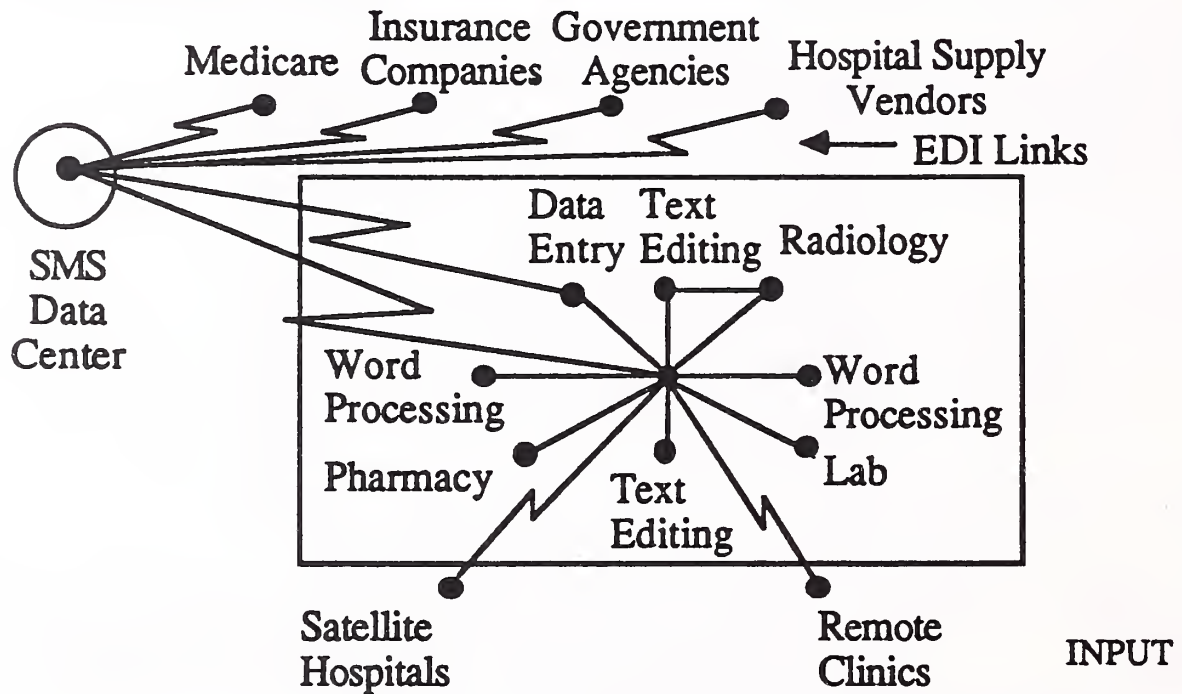 Medicare
Insurance
Companies
Government
Agencies
Hospital Supply
Vendors
EDI Links
SMS
Data
Center
Data
Entry
Text
Editing
Radiology
Word
Processing
Word
Processing
Pharmacy
Text
Editing
Lab
Satellite
Hospitals
Remote
Clinics
INPUT